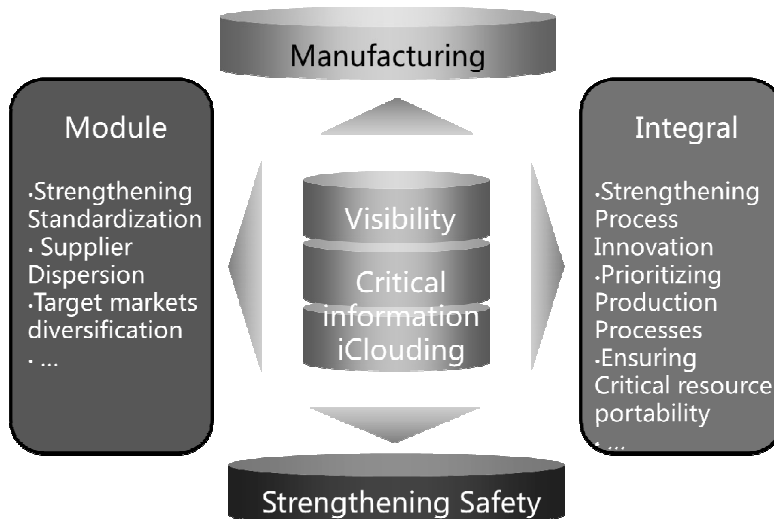 Manufacturing
Module
·Strengthening
Standardization
· Supplier
Dispersion
·Target markets
diversification
· ...
Visibility
Critical
information
iClouding
Integral
·Strengthening
Process
Innovation
·Prioritizing
Production
Processes
·Ensuring
Critical resource
portability
· ...
Strengthening Safety